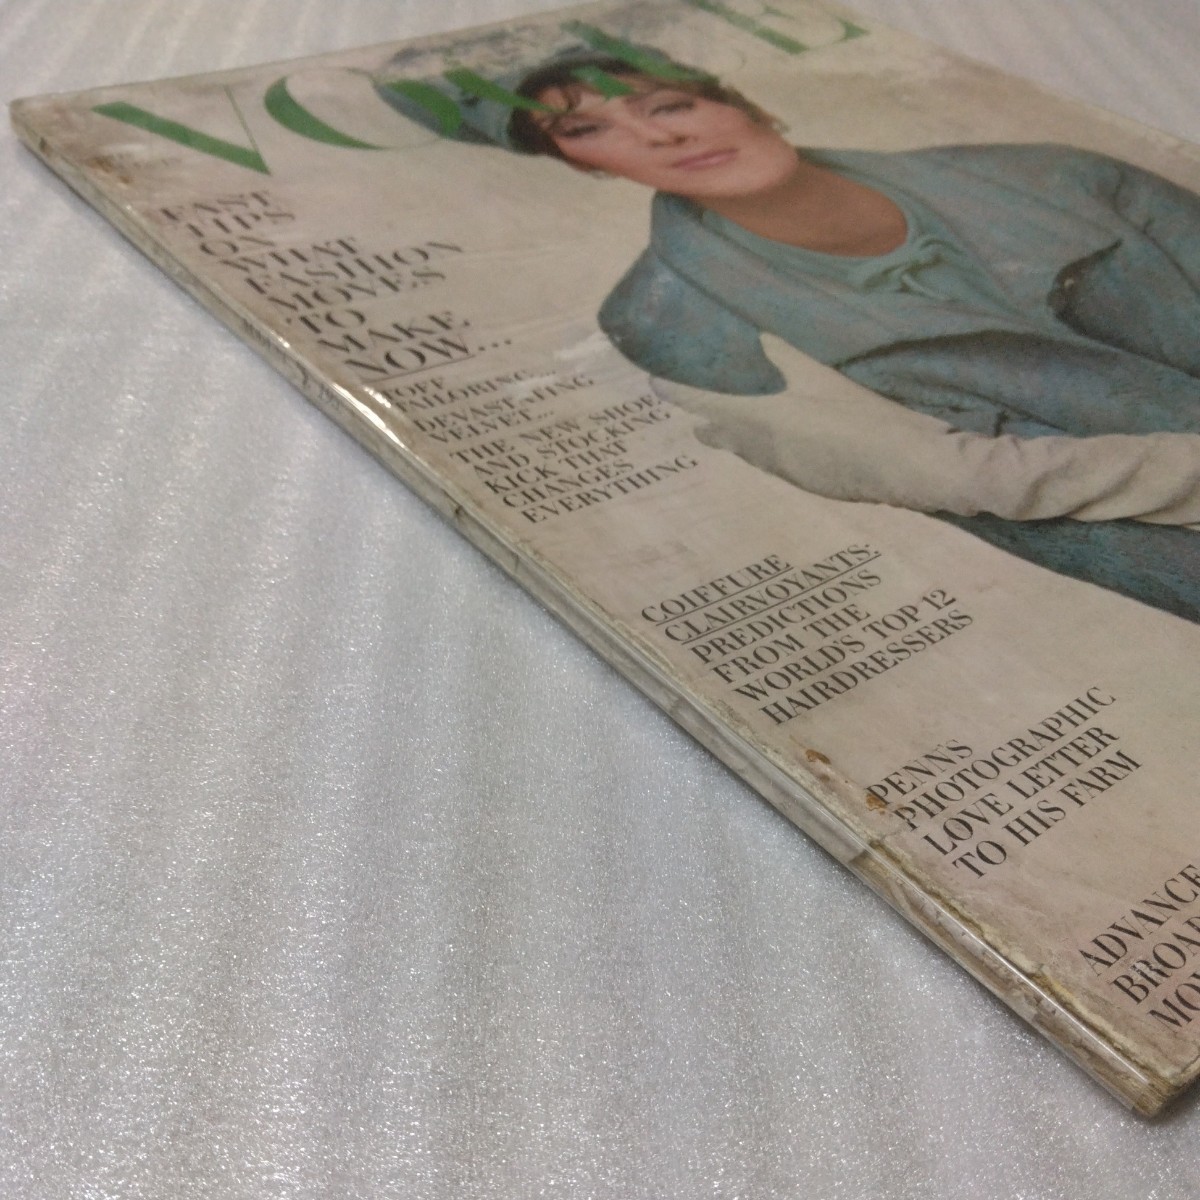 VOGUE
FAST
TIPS
ON
WHAT
FASHION
MOVES
TO
MAKE
NOW...
TAILORING...
DEVASTATING
VELVET...
THE NEW SHOE
AND STOCKING
KICK THAT
CHANGES
EVERYTHING
COIFFURE
CLAIRVOYANTS:
PREDICTIONS
FROM THE
WORLD'S TOP 12
HAIRDRESSERS
PENN'S
PHOTOGRAPHIC
LOVE LETTER
TO HIS FARM
ADVANCE